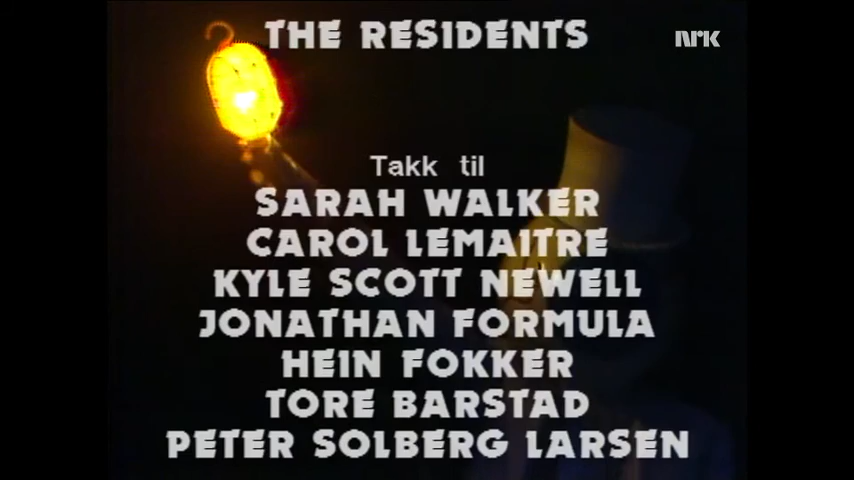 THE RESIDENTS
NRK
Takk til
SARAH WALKER
CAROL LEMAITRE
KYLE SCOTT NEWELL
JONATHAN FORMULA
HEIN FOKKER
TORE BARSTAD
PETER SOLBERG LARSEN